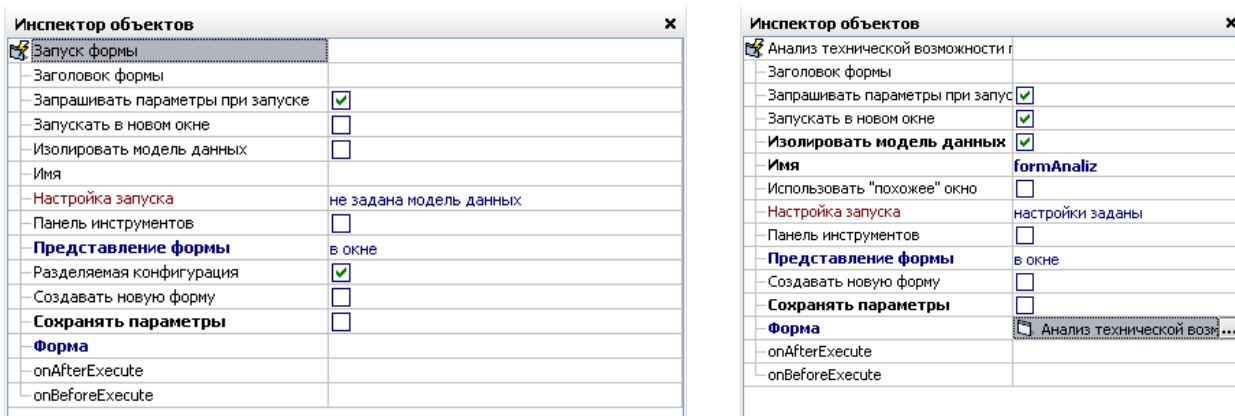 Инспектор объектов
Запуск формы
Заголовок формы
Запрашивать параметры при запуске
Запускать в новом окне
Изолировать модель данных
Имя
Настройка запуска не задана модель данных
Панель инструментов
Представление формы в окне
Разделяемая конфигурация
Создавать новую форму
Сохранять параметры
Форма
onAfterExecute
onBeforeExecute
Инспектор объектов
Анализ технической возможности г
Заголовок формы
Запрашивать параметры при запус
Запускать в новом окне
Изолировать модель данных
Имя formAnaliz
Использовать "похожее" окно
Настройка запуска настройки заданы
Панель инструментов
Представление формы в окне
Создавать новую форму
Сохранять параметры
Форма Анализ технической возм ...
onAfterExecute
onBeforeExecute